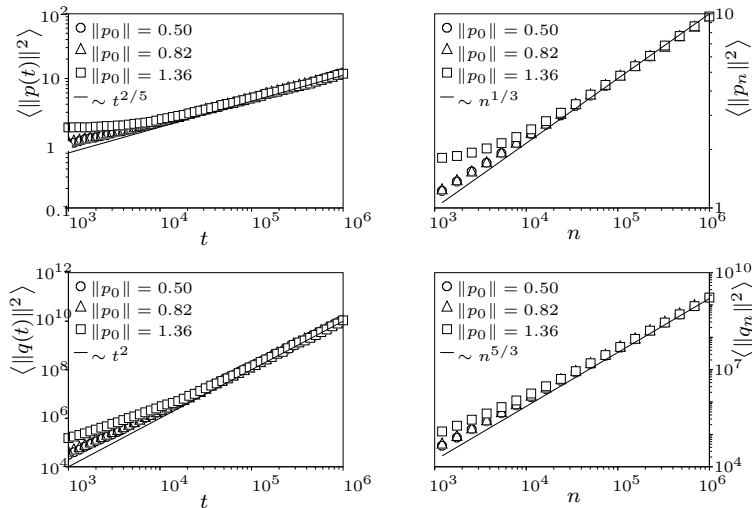 10^2
10
1
0.1
⟨‖p(t)‖^2⟩
○ ‖p_0‖ = 0.50
△ ‖p_0‖ = 0.82
□ ‖p_0‖ = 1.36
— ∼ t^{2/5}
10^3 10^4 10^5 10^6
t
○ ‖p_0‖ = 0.50
△ ‖p_0‖ = 0.82
□ ‖p_0‖ = 1.36
— ∼ n^{1/3}
10
1
⟨‖p_n‖^2⟩
10^3 10^4 10^5 10^6
n
10^12
10^10
10^8
10^6
10^4
⟨‖q(t)‖^2⟩
○ ‖p_0‖ = 0.50
△ ‖p_0‖ = 0.82
□ ‖p_0‖ = 1.36
— ∼ t^2
10^3 10^4 10^5 10^6
t
○ ‖p_0‖ = 0.50
△ ‖p_0‖ = 0.82
□ ‖p_0‖ = 1.36
— ∼ n^{5/3}
10^10
10^7
10^4
⟨‖q_n‖^2⟩
10^3 10^4 10^5 10^6
n